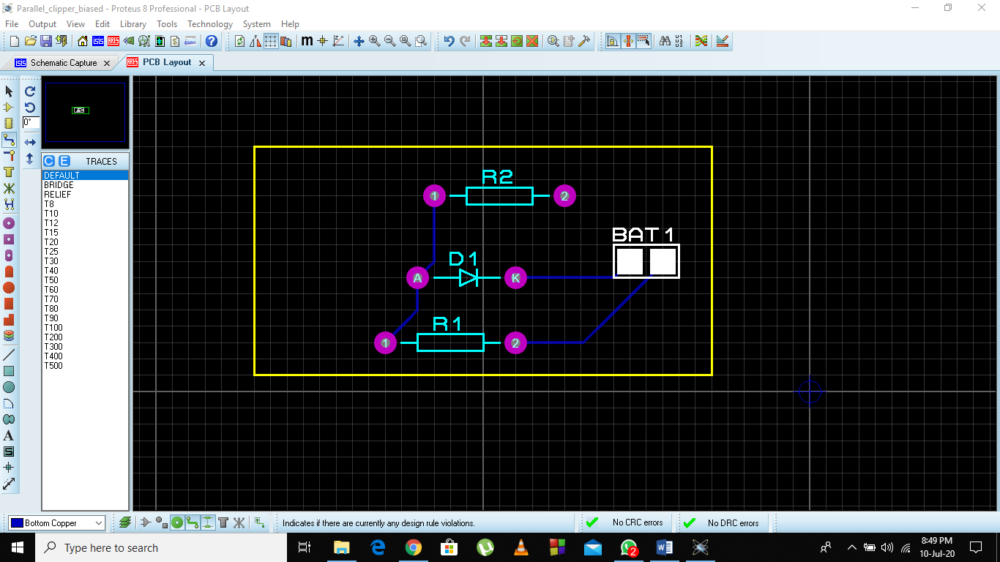 Parallel_clipper_biased - Proteus 8 Professional - PCB Layout
File Output View Edit Library Tools Technology System Help
Schematic Capture
PCB Layout
0°
C E TRACES
DEFAULT
BRIDGE
RELIEF
T8
T10
T12
T15
T20
T25
T30
T40
T50
T60
T70
T80
T90
T100
T200
T300
T400
T500
R2
1 2
BAT 1
D1
A K
R1
1 2
Bottom Copper
Indicates if there are currently any design rule violations.
No CRC errors
No DRC errors
Type here to search
2
8:49 PM
10-Jul-20